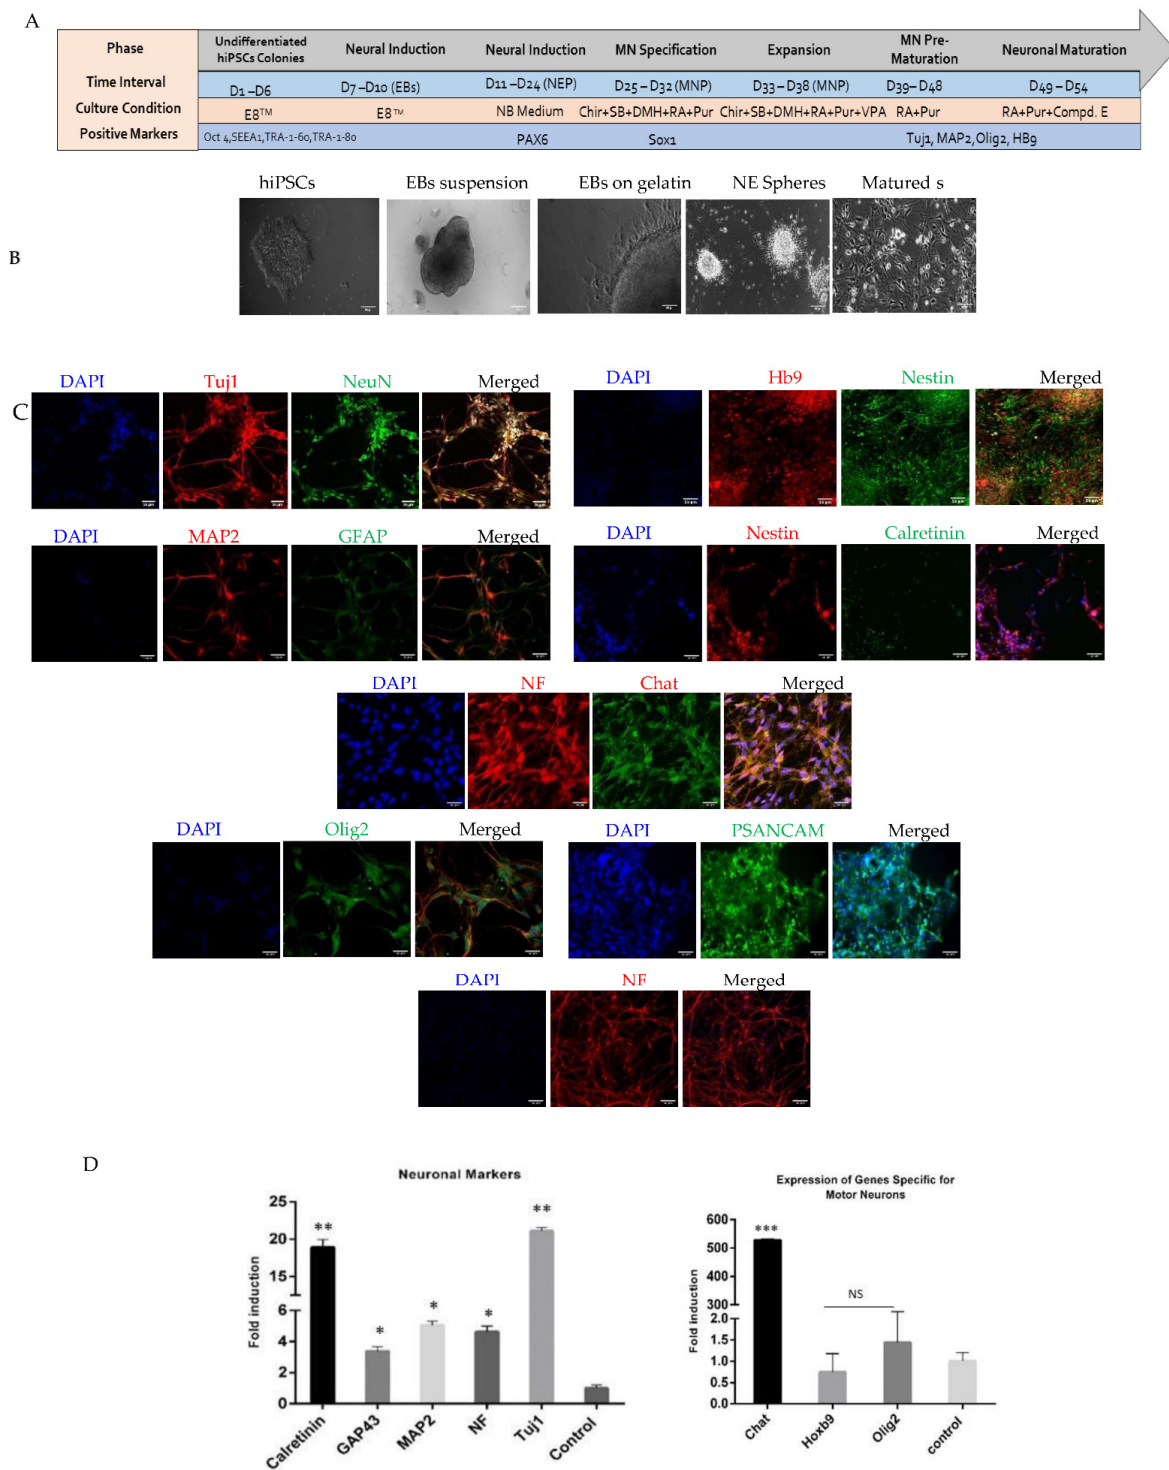 A
Phase
Undifferentiated
hiPSCs Colonies
Neural Induction
Neural Induction
MN Specification
Expansion
MN Pre-
Maturation
Neuronal Maturation
Time Interval
D1 –D6
D7 –D10 (EBs)
D11 –D24 (NEP)
D25 – D32 (MNP)
D33 – D38 (MNP)
D39– D48
D49 – D54
Culture Condition
E8™
E8™
NB Medium
Chir+SB+DMH+RA+Pur
Chir+SB+DMH+RA+Pur+VPA
RA+Pur
RA+Pur+Compd. E
Positive Markers
Oct 4,SEEA1,TRA-1-60,TRA-1-80
PAX6
Sox1
Tuj1, MAP2,Olig2, HB9
B
hiPSCs
EBs suspension
EBs on gelatin
NE Spheres
Matured s
C
DAPI
Tuj1
NeuN
Merged
DAPI
Hb9
Nestin
Merged
DAPI
MAP2
GFAP
Merged
DAPI
Nestin
Calretinin
Merged
DAPI
NF
Chat
Merged
DAPI
Olig2
Merged
DAPI
PSANCAM
Merged
DAPI
NF
Merged
D
Neuronal Markers
Fold induction
25
20
15
6
4
2
0
**
*
*
*
**
Calretinin
GAP43
MAP2
NF
Tuj1
Control
Expression of Genes Specific for
Motor Neurons
Fold induction
600
500
400
300
2.0
1.5
1.0
0.5
0.0
***
NS
Chat
Hoxb9
Olig2
control